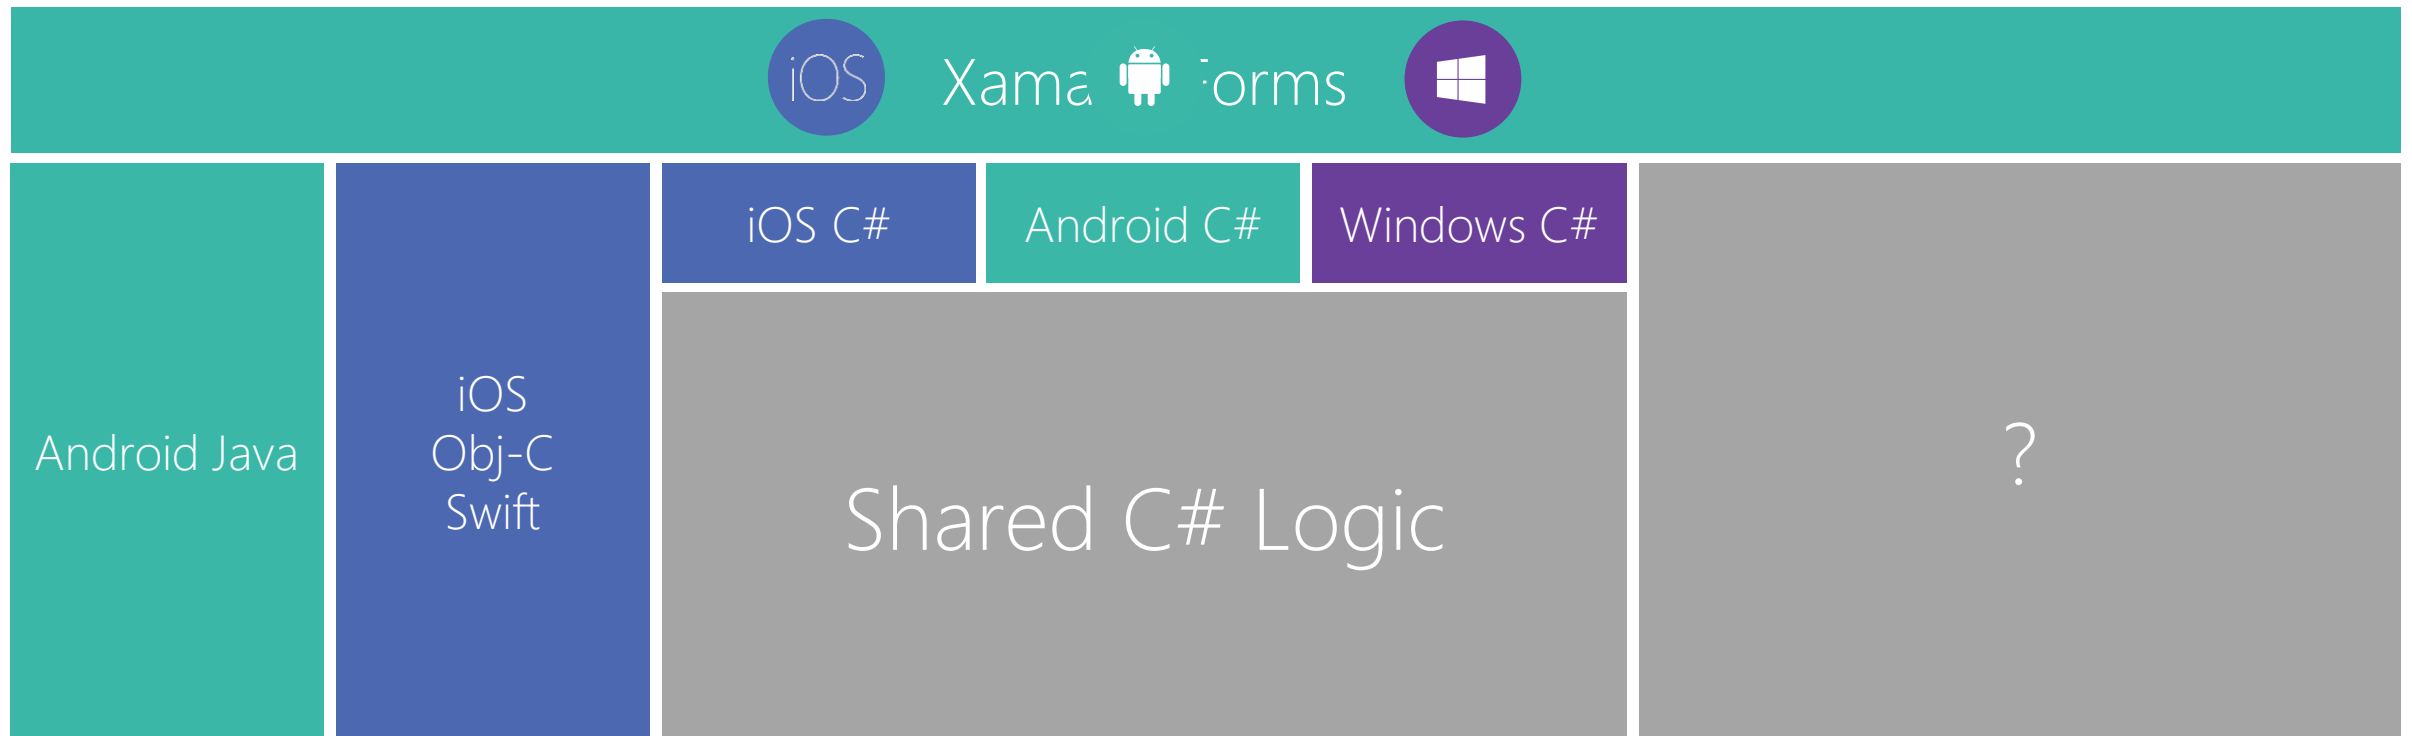 iOS
Xama orms
Android Java
iOS
Obj-C
Swift
iOS C#
Android C#
Windows C#
Shared C# Logic
?